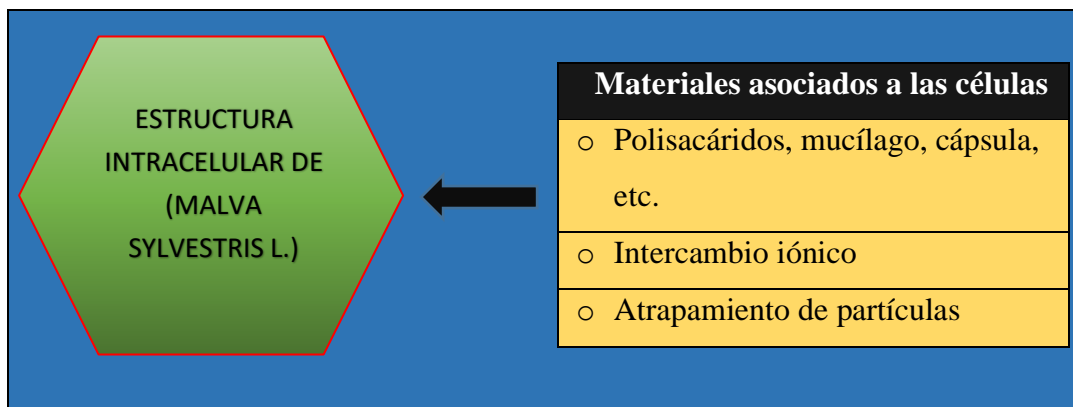 ESTRUCTURA
INTRACELULAR DE
(MALVA
SYLVESTRIS L.)
Materiales asociados a las células
o Polisacáridos, mucílago, cápsula,
etc.
o Intercambio iónico
o Atrapamiento de partículas